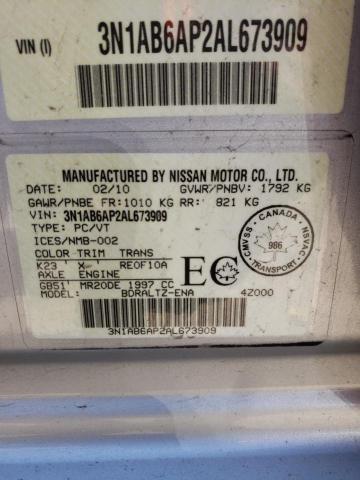 VIN (I) 3N1AB6AP2AL673909
MANUFACTURED BY NISSAN MOTOR CO., LTD.
DATE: 02/10 GVWR/PNBV: 1792 KG
GAWR/PNBE FR:1010 KG RR: 821 KG
VIN: 3N1AB6AP2AL673909
TYPE: PC/VT
ICES/NMB-002
COLOR TRIM TRANS
K23 X REOF10A
AXLE ENGINE
GB51 MR20DE 1997 CC
MODEL: BDRALTZ-ENA 4Z000
EC
CMVSS · CANADA · NSVAC
986
TRANSPORT
3N1AB6AP2AL673909